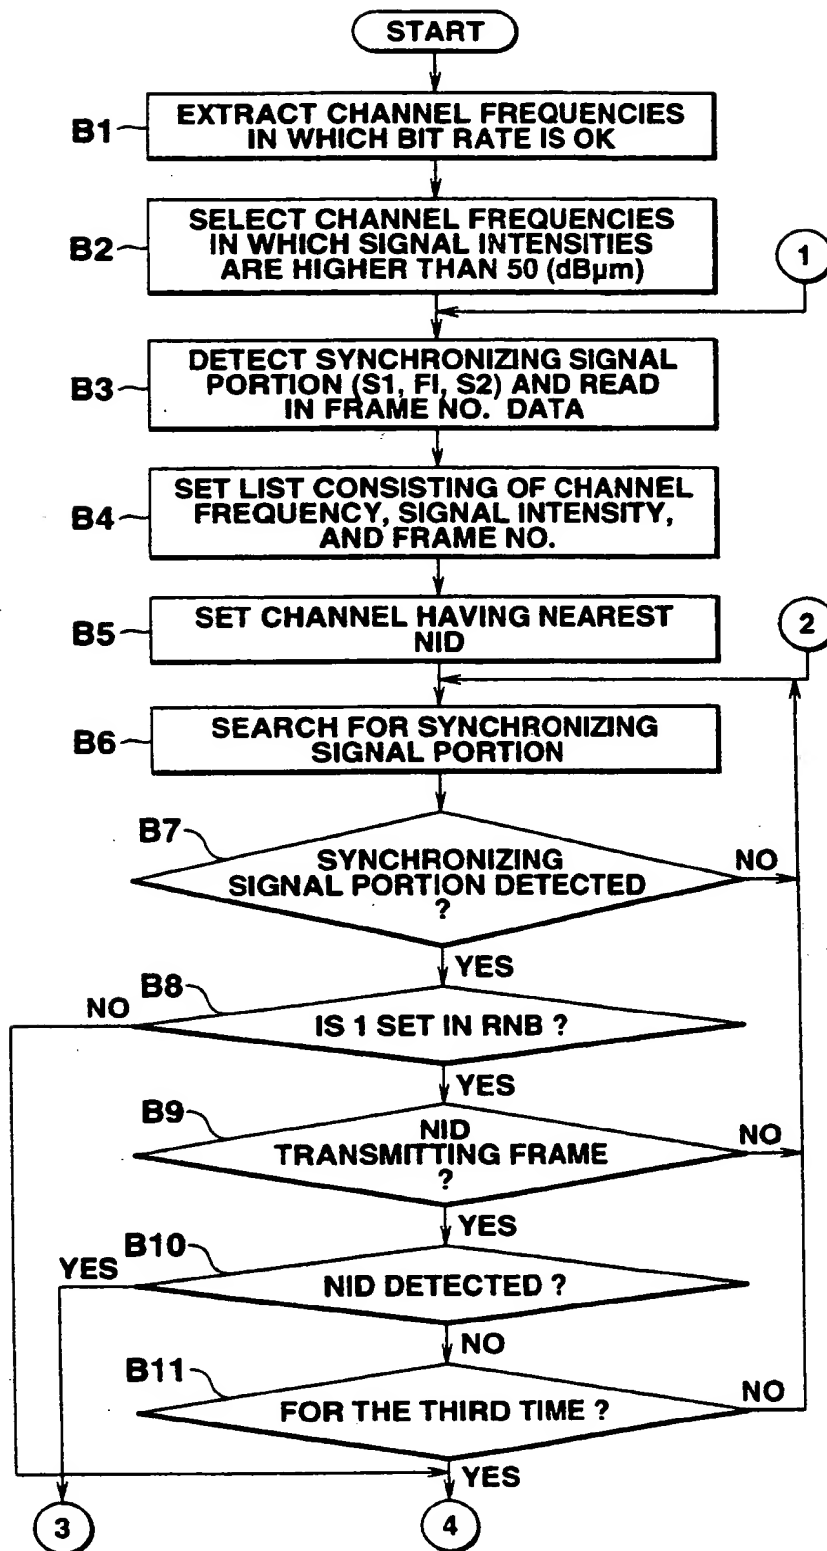 START
B1
EXTRACT CHANNEL FREQUENCIES
IN WHICH BIT RATE IS OK
B2
SELECT CHANNEL FREQUENCIES
IN WHICH SIGNAL INTENSITIES
ARE HIGHER THAN 50 (dBµm)
1
B3
DETECT SYNCHRONIZING SIGNAL
PORTION (S1, FI, S2) AND READ
IN FRAME NO. DATA
B4
SET LIST CONSISTING OF CHANNEL
FREQUENCY, SIGNAL INTENSITY,
AND FRAME NO.
B5
SET CHANNEL HAVING NEAREST
NID
2
B6
SEARCH FOR SYNCHRONIZING
SIGNAL PORTION
B7
SYNCHRONIZING
SIGNAL PORTION DETECTED
?
NO
YES
B8
NO
IS 1 SET IN RNB ?
YES
B9
NID
TRANSMITTING FRAME
?
NO
YES
B10
YES
NID DETECTED ?
NO
B11
FOR THE THIRD TIME ?
NO
YES
3
4